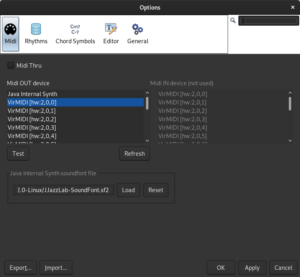 Options
C7#
C-7
Midi
Rhythms
Chord Symbols
Editor
General
Midi Thru
Midi OUT device
Midi IN device (not used)
Java Internal Synth
VirMIDI [hw:2,0,0]
VirMIDI [hw:2,0,1]
VirMIDI [hw:2,0,2]
VirMIDI [hw:2,0,3]
VirMIDI [hw:2,0,4]
VirMIDI [hw:2,0,5]
VirMIDI [hw:2,0,0]
VirMIDI [hw:2,0,1]
VirMIDI [hw:2,0,2]
VirMIDI [hw:2,0,3]
VirMIDI [hw:2,0,4]
VirMIDI [hw:2,0,5]
Test
Refresh
Java Internal Synth soundfont file
-Linux/JJazzLab-SoundFont.sf2
Load
Reset
Export...
Import...
OK
Apply
Cancel